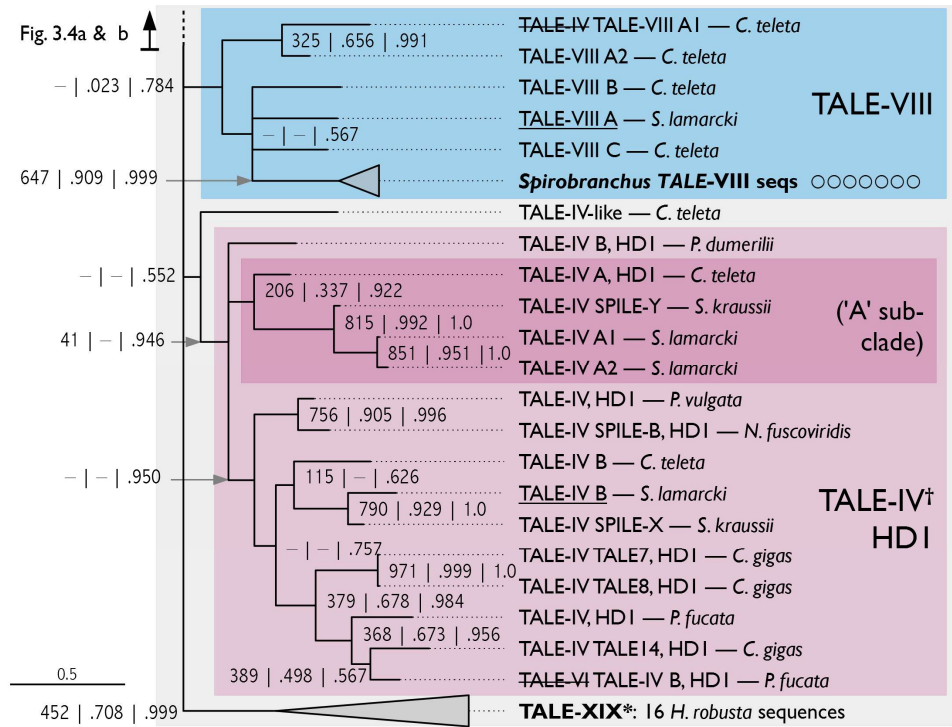 Fig. 3.4a & b
TALE-IV TALE-VIII A1 — C. teleta
325 | .656 | .991
TALE-VIII A2 — C. teleta
— | .023 | .784
TALE-VIII B — C. teleta
TALE-VIII
TALE-VIII A — S. lamarcki
— | — | .567
TALE-VIII C — C. teleta
647 | .909 | .999
Spirobranchus TALE-VIII seqs ○○○○○○○
TALE-IV-like — C. teleta
TALE-IV B, HD1 — P. dumerilii
— | — | .552
TALE-IV A, HD1 — C. teleta
206 | .337 | .922
TALE-IV SPILE-Y — S. kraussii
('A' sub-
clade)
815 | .992 | 1.0
41 | — | .946
TALE-IV A1 — S. lamarcki
851 | .951 |1.0
TALE-IV A2 — S. lamarcki
TALE-IV, HD1 — P. vulgata
756 | .905 | .996
TALE-IV SPILE-B, HD1 — N. fuscoviridis
TALE-IV B — C. teleta
— | — | .950
115 | — | .626
TALE-IV B — S. lamarcki
TALE-IV†
HD1
790 | .929 | 1.0
TALE-IV SPILE-X — S. kraussii
— | — | .757
TALE-IV TALE7, HD1 — C. gigas
971 | .999 | 1.0
TALE-IV TALE8, HD1 — C. gigas
379 | .678 | .984
TALE-IV, HD1 — P. fucata
368 | .673 | .956
TALE-IV TALE14, HD1 — C. gigas
389 | .498 | .567
TALE-VI TALE-IV B, HD1 — P. fucata
0.5
452 | .708 | .999
TALE-XIX*: 16 H. robusta sequences